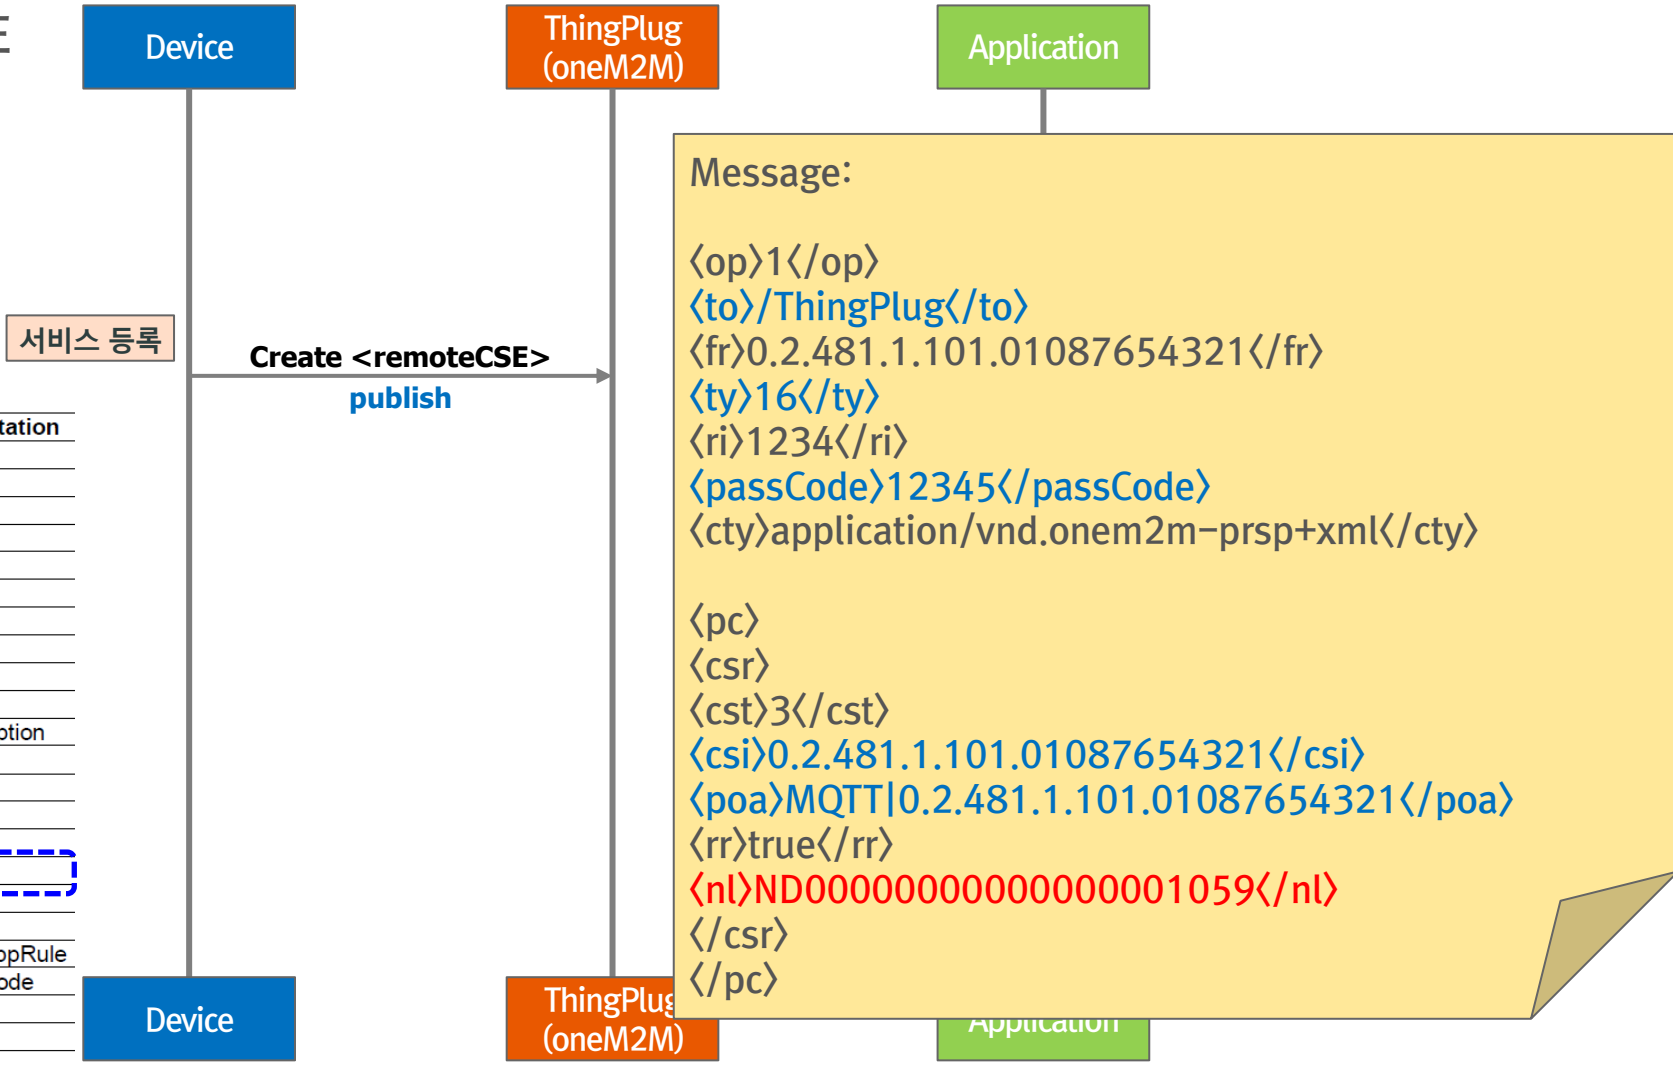 E
Device
ThingPlug
(oneM2M)
Application
Message:
〈op〉1〈/op〉
〈to〉/ThingPlug〈/to〉
〈fr〉0.2.481.1.101.01087654321〈/fr〉
〈ty〉16〈/ty〉
〈ri〉1234〈/ri〉
〈passCode〉12345〈/passCode〉
〈cty〉application/vnd.onem2m-prsp+xml〈/cty〉
〈pc〉
〈csr〉
〈cst〉3〈/cst〉
〈csi〉0.2.481.1.101.01087654321〈/csi〉
〈poa〉MQTT|0.2.481.1.101.01087654321〈/poa〉
〈rr〉true〈/rr〉
〈nl〉ND00000000000000001059〈/nl〉
〈/csr〉
〈/pc〉
서비스 등록
Create <remoteCSE>
publish
tation
ption
opRule
ode
Device
ThingPlug
(oneM2M)
Application